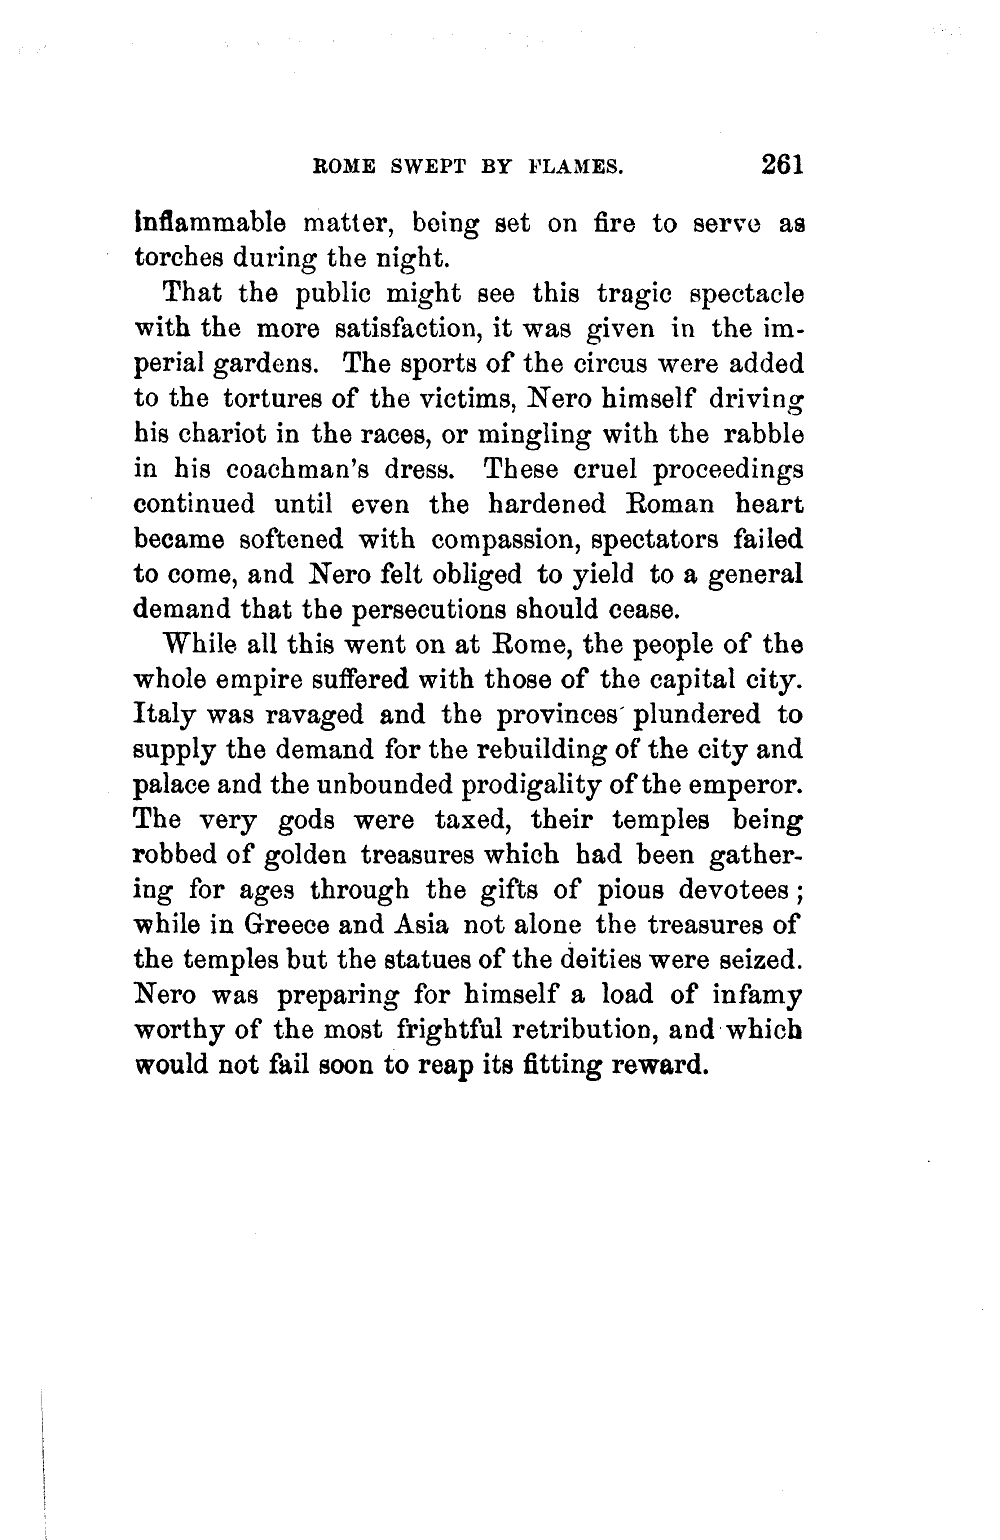 ROME SWEPT BY FLAMES. 261
inflammable matter, being set on fire to serve as
torches during the night.
That the public might see this tragic spectacle
with the more satisfaction, it was given in the im-
perial gardens. The sports of the circus were added
to the tortures of the victims, Nero himself driving
his chariot in the races, or mingling with the rabble
in his coachman's dress. These cruel proceedings
continued until even the hardened Roman heart
became softened with compassion, spectators failed
to come, and Nero felt obliged to yield to a general
demand that the persecutions should cease.
While all this went on at Rome, the people of the
whole empire suffered with those of the capital city.
Italy was ravaged and the provinces plundered to
supply the demand for the rebuilding of the city and
palace and the unbounded prodigality of the emperor.
The very gods were taxed, their temples being
robbed of golden treasures which had been gather-
ing for ages through the gifts of pious devotees;
while in Greece and Asia not alone the treasures of
the temples but the statues of the deities were seized.
Nero was preparing for himself a load of infamy
worthy of the most frightful retribution, and which
would not fail soon to reap its fitting reward.